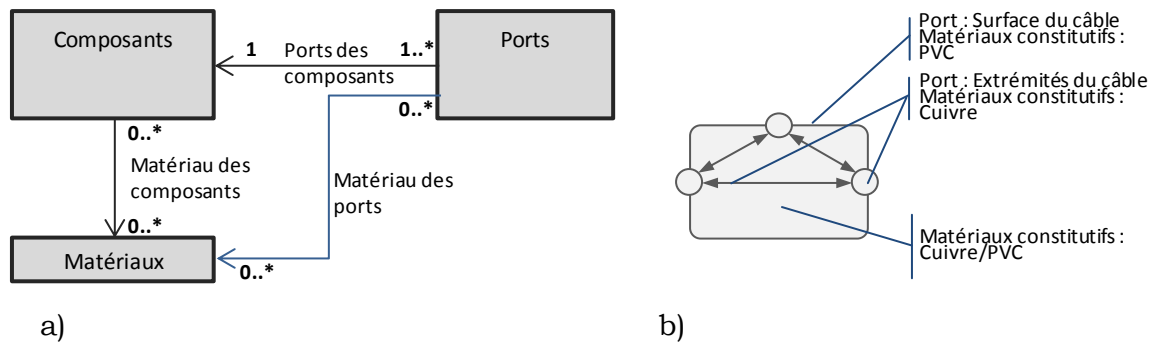 Composants
1
Ports des
composants
1..*
Ports
0..*
0..*
Matériau des
composants
Matériau des
ports
0..*
Matériaux
0..*
a)
Port : Surface du câble
Matériaux constitutifs :
PVC
Port : Extrémités du câble
Matériaux constitutifs :
Cuivre
Matériaux constitutifs :
Cuivre/PVC
b)